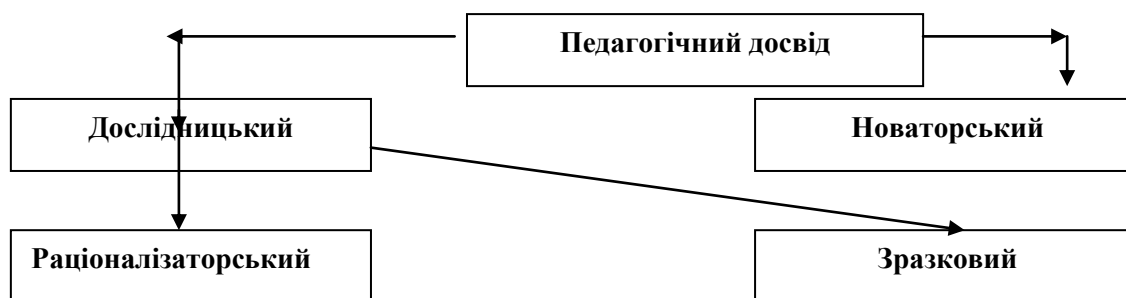 Педагогічний досвід
Дослідницький
Новаторський
Раціоналізаторський
Зразковий